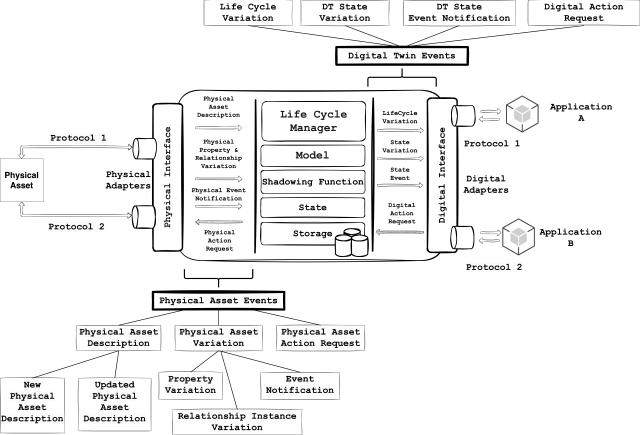 Life Cycle
Variation
DT State
Variation
DT State
Event Notification
Digital Action
Request
Digital Twin Events
Physical
Asset
Description
Physical
Property &
Relationship
Variation
Physical Event
Notification
Physical
Action
Request
Life Cycle
Manager
Model
Shadowing Function
State
Storage
LifeCycle
Variation
State
Variation
State
Event
Digital
Action
Request
Physical Interface
Digital Interface
Protocol 1
Physical
Asset
Physical
Adapters
Protocol 2
Application
A
Protocol 1
Digital
Adapters
Application
B
Protocol 2
Physical Asset Events
Physical Asset
Description
Physical Asset
Variation
Physical Asset
Action Request
New
Physical
Asset
Description
Updated
Physical
Asset
Description
Property
Variation
Event
Notification
Relationship Instance
Variation